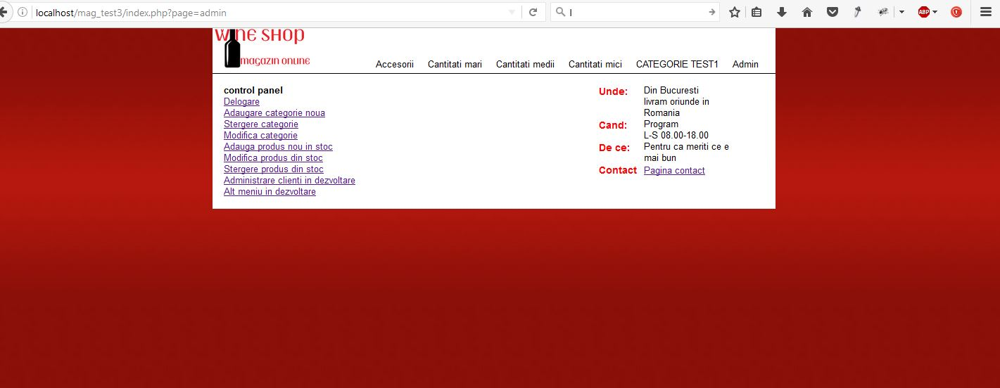 localhost/mag_test3/index.php?page=admin
l
ABP
WINE SHOP
magazin online
Accesorii Cantitati mari Cantitati medii Cantitati mici CATEGORIE TEST1 Admin
control panel
Delogare
Adaugare categorie noua
Stergere categorie
Modifica categorie
Adauga produs nou in stoc
Modifica produs din stoc
Stergere produs din stoc
Administrare clienti in dezvoltare
Alt meniu in dezvoltare
Unde: Din Bucuresti
livram oriunde in
Romania
Cand: Program
L-S 08.00-18.00
De ce: Pentru ca meriti ce e
mai bun
Contact Pagina contact